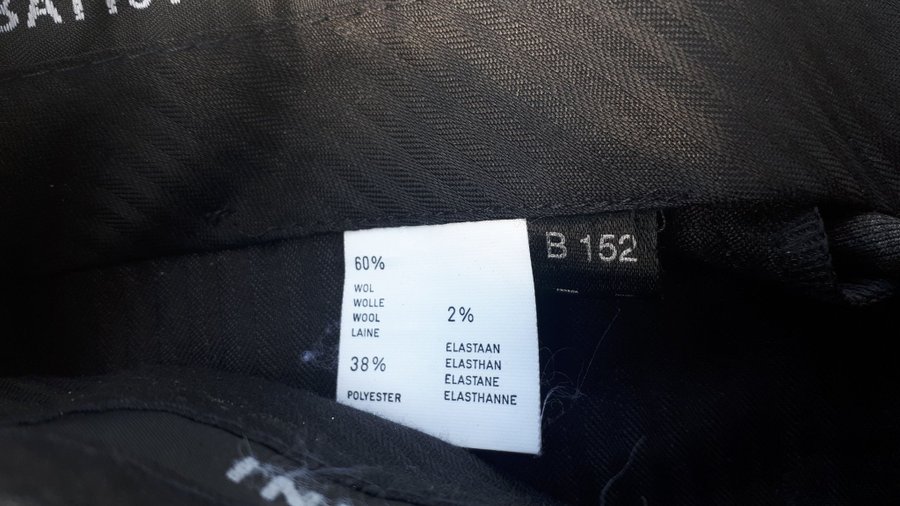 60%
WOL
WOLLE
WOOL
LAINE
38%
POLYESTER
2%
ELASTAAN
ELASTHAN
ELASTANE
ELASTHANNE
B 152